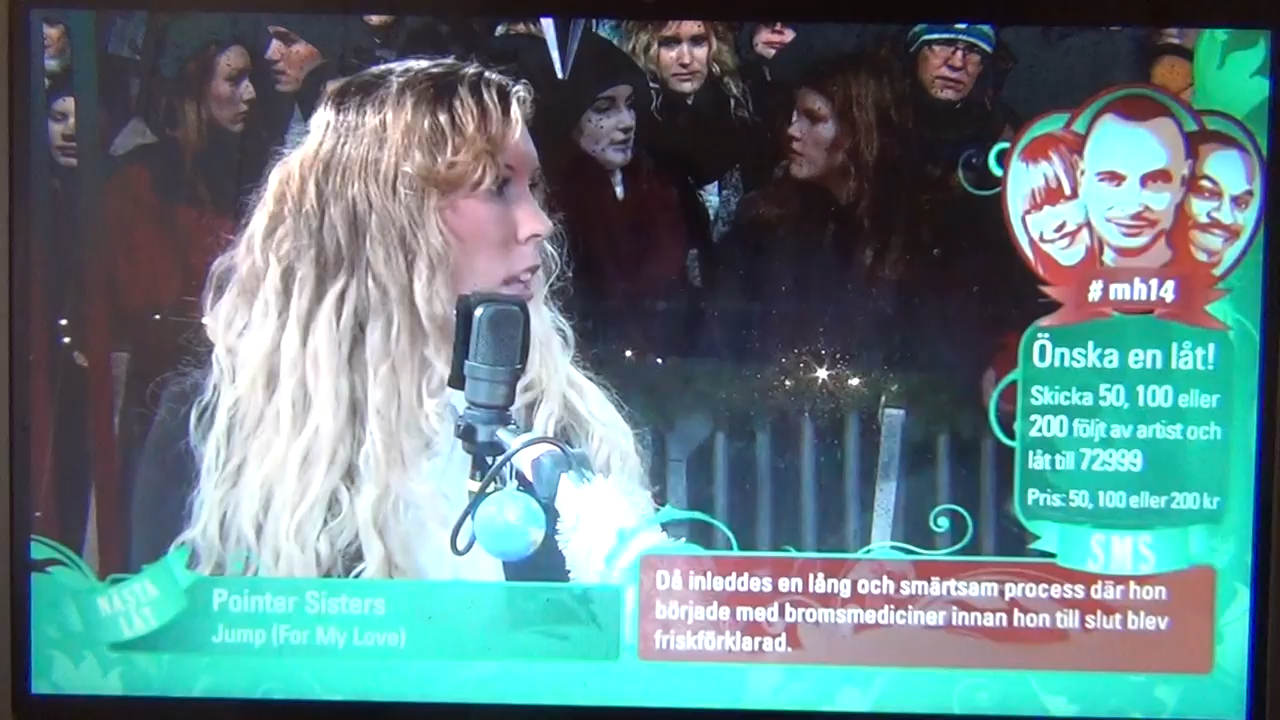 # mh14
Önska en låt!
Skicka 50, 100 eller
200 följt av artist och
låt till 72999
Pris: 50, 100 eller 200 kr
SMS
NÄSTA
LÅT
Pointer Sisters
Jump (For My Love)
Då inleddes en lång och smärtsam process där hon
började med bromsmediciner innan hon till slut blev
friskförklarad.